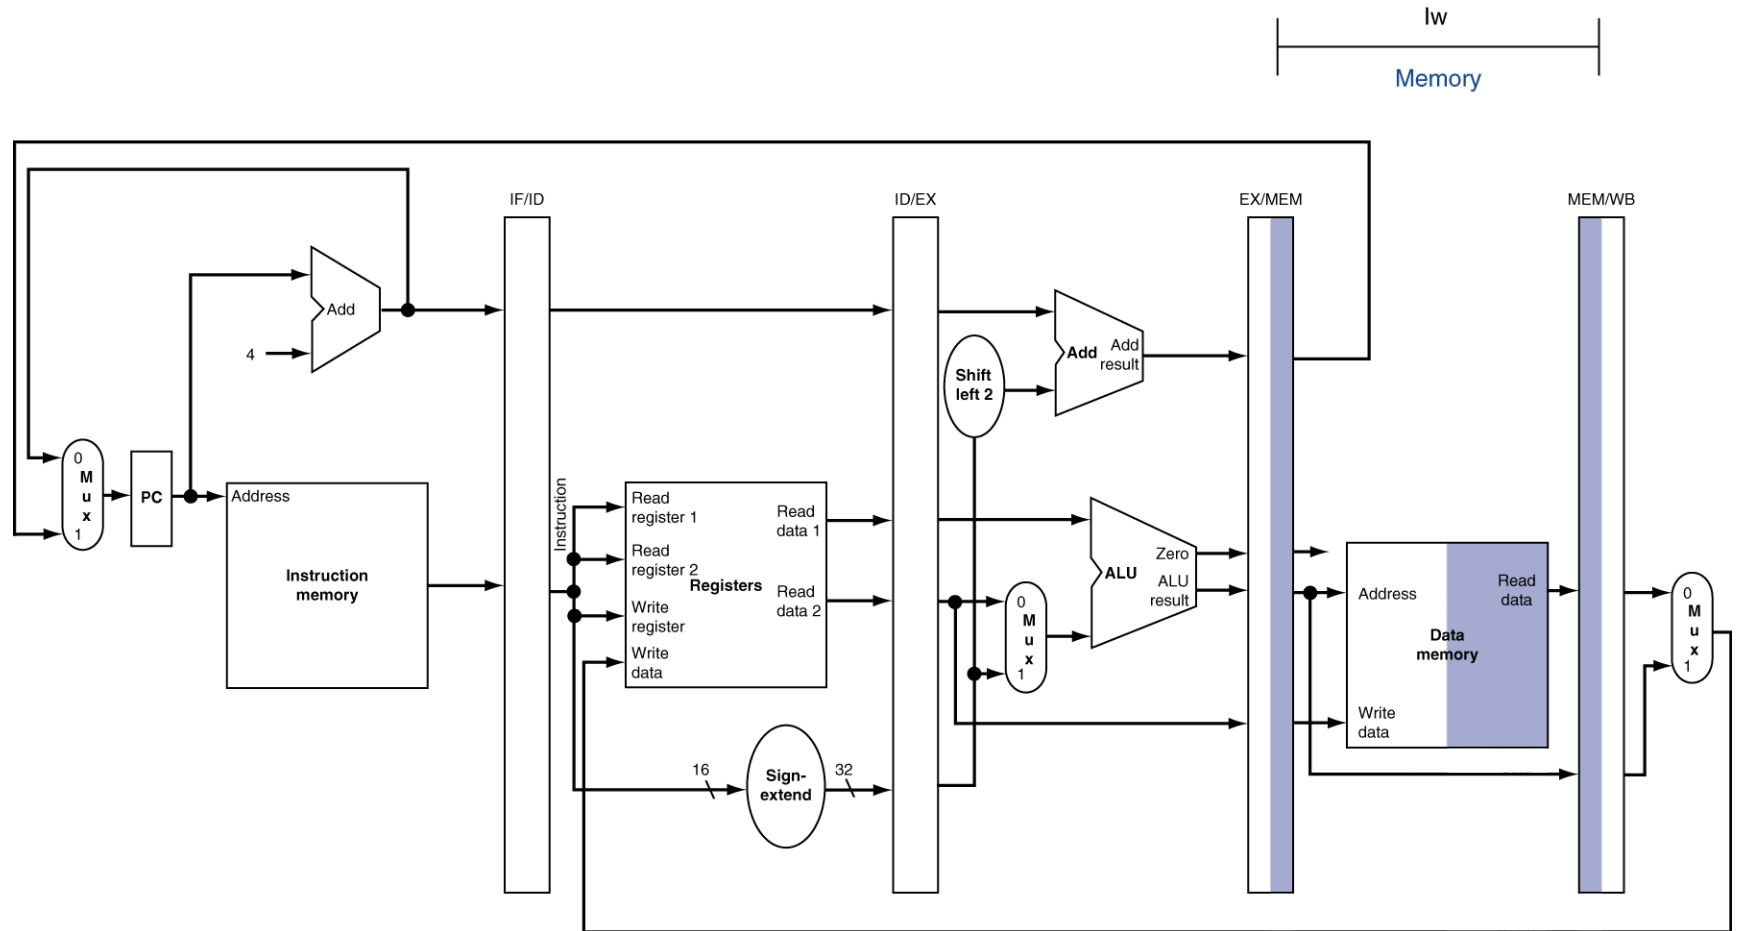 lw
Memory
IF/ID
ID/EX
EX/MEM
MEM/WB
Add
4
Shift
left 2
Add
Add
result
0
M
u
x
1
PC
Address
Instruction
memory
Instruction
Read
register 1
Read
register 2
Write
register
Write
data
Registers
Read
data 1
Read
data 2
16
Sign-
extend
32
0
M
u
x
1
Zero
ALU
ALU
result
Address
Read
data
Data
memory
Write
data
0
M
u
x
1